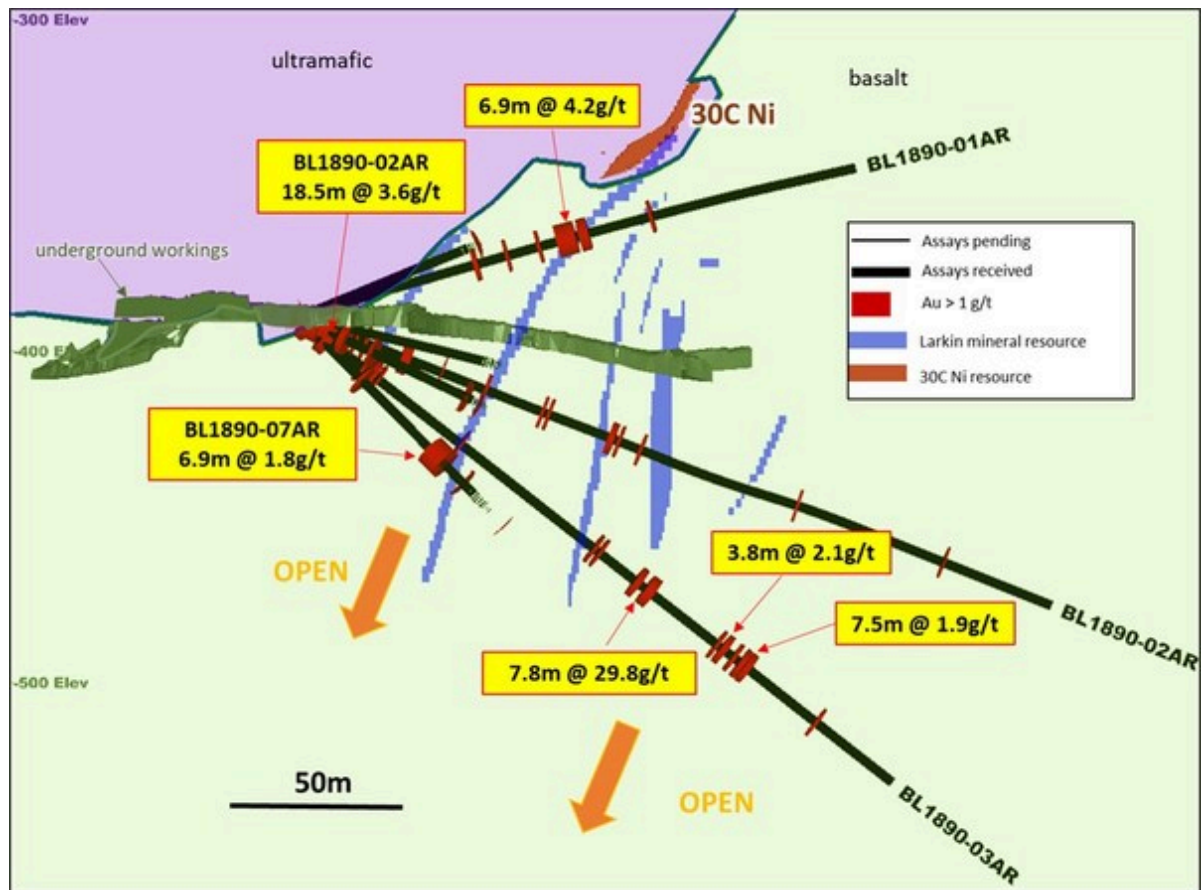 -300 Elev
ultramafic
basalt
6.9m @ 4.2g/t
30C Ni
BL1890-01AR
BL1890-02AR
18.5m @ 3.6g/t
underground workings
Assays pending
Assays received
Au > 1 g/t
Larkin mineral resource
30C Ni resource
-400 El
BL1890-07AR
6.9m @ 1.8g/t
OPEN
3.8m @ 2.1g/t
7.5m @ 1.9g/t
BL1890-02AR
7.8m @ 29.8g/t
-500 Elev
50m
OPEN
BL1890-03AR